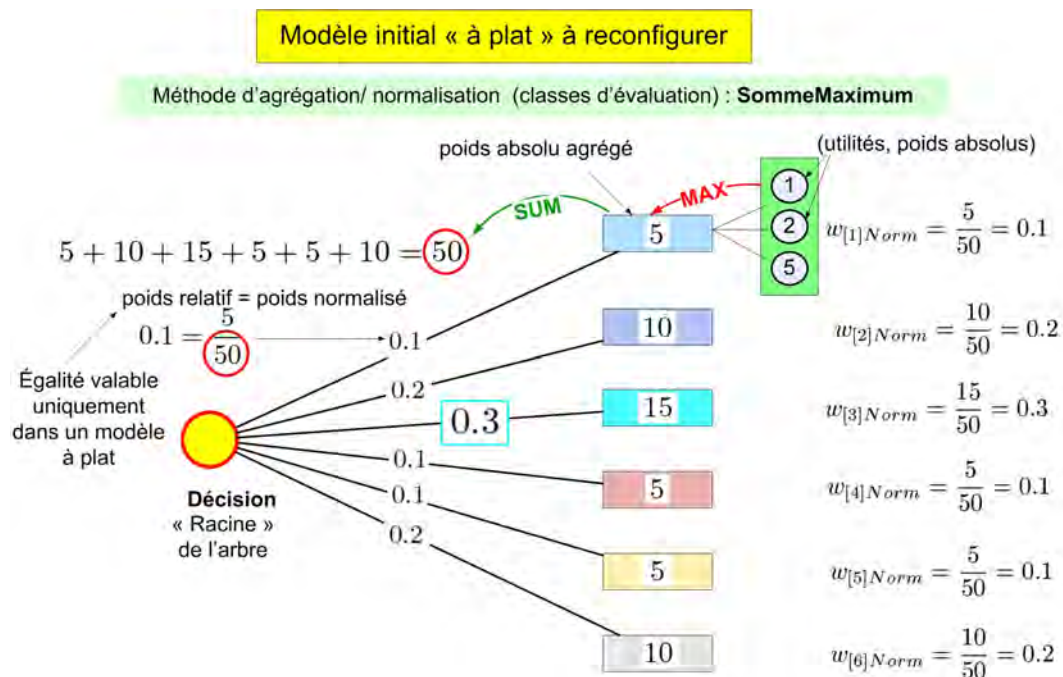 Modèle initial « à plat » à reconfigurer
Méthode d'agrégation/ normalisation (classes d'évaluation) : SommeMaximum
poids absolu agrégé
(utilités, poids absolus)
SUM
MAX
1
2
5
5
w[1]Norm = 5/50 = 0.1
5 + 10 + 15 + 5 + 5 + 10 = 50
poids relatif = poids normalisé
0.1 = 5/50
0.1
10
w[2]Norm = 10/50 = 0.2
Égalité valable
uniquement
dans un modèle
à plat
0.2
0.3
15
w[3]Norm = 15/50 = 0.3
0.1
5
w[4]Norm = 5/50 = 0.1
Décision
« Racine »
de l'arbre
0.1
0.2
5
w[5]Norm = 5/50 = 0.1
10
w[6]Norm = 10/50 = 0.2